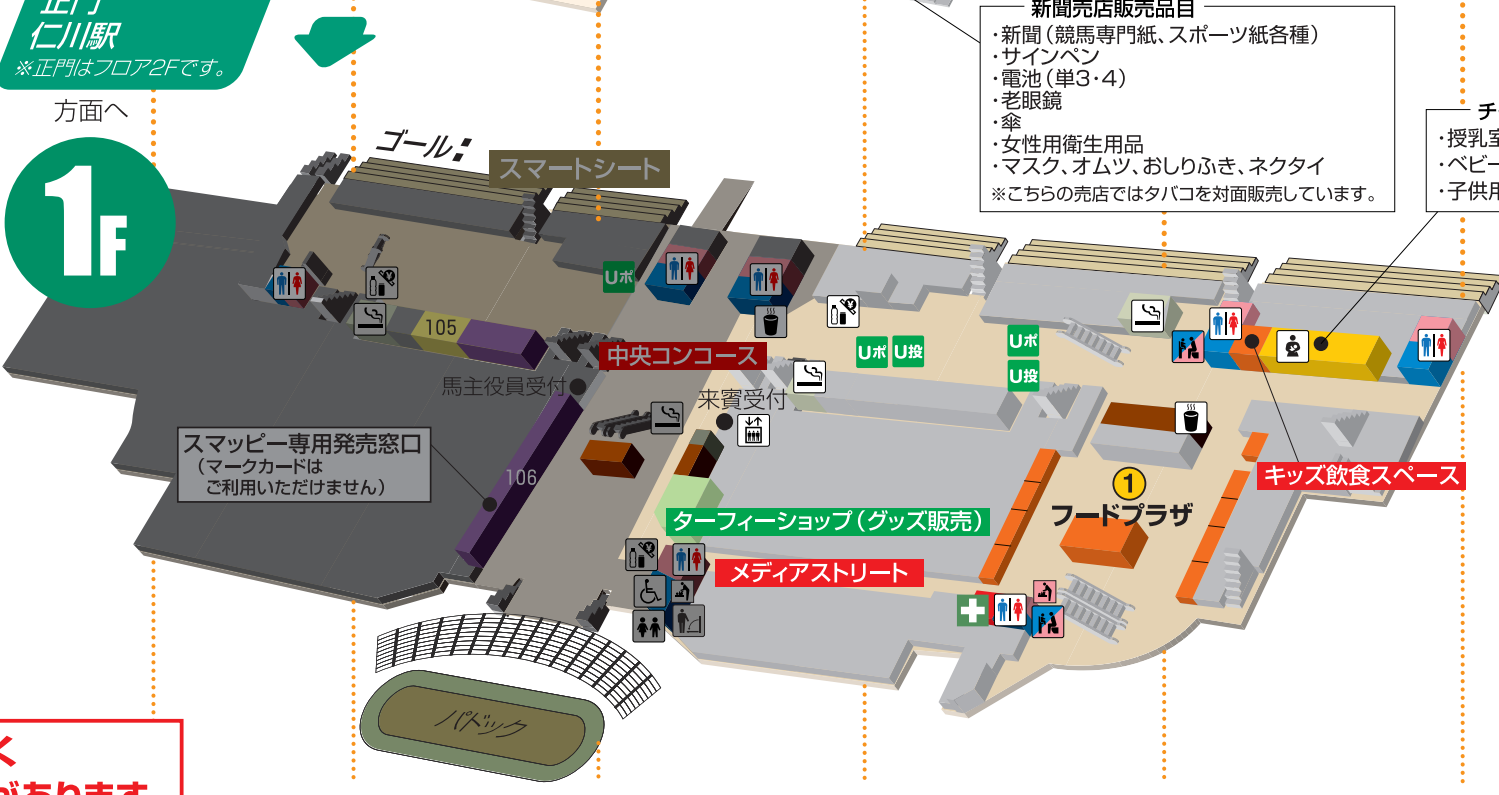 正門
仁川駅
※正門はフロア2Fです。
方面へ
1F
新聞売店販売品目
・新聞（競馬専門紙、スポーツ紙各種）
・サインペン
・電池（単3・4）
・老眼鏡
・傘
・女性用衛生用品
・マスク、オムツ、おしりふき、ネクタイ
※こちらの売店ではタバコを対面販売しています。
チ
・授乳室
・ベビー
・子供用
ゴール
スマートシート
Uポ
105
中央コンコース
Uポ
U投
Uポ
U投
馬主役員受付
来賓受付
スマッピー専用発売窓口
（マークカードは
ご利用いただけません）
106
キッズ飲食スペース
1
フードプラザ
ターフィーショップ（グッズ販売）
メディアストリート
パドック
く
があります